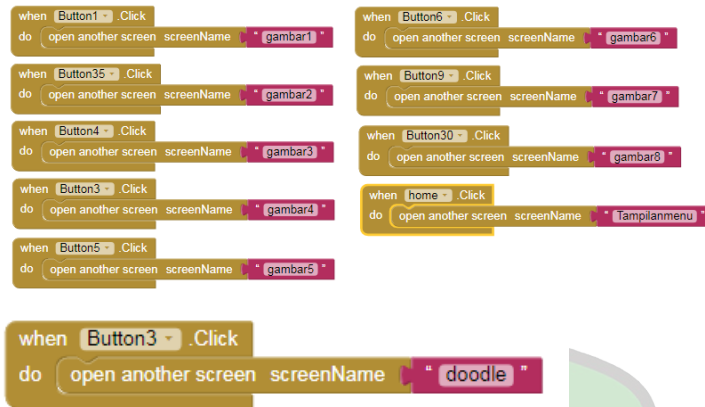 when Button1 .Click
do open another screen screenName " gambar1 "
when Button35 .Click
do open another screen screenName " gambar2 "
when Button4 .Click
do open another screen screenName " gambar3 "
when Button3 .Click
do open another screen screenName " gambar4 "
when Button5 .Click
do open another screen screenName " gambar5 "
when Button6 .Click
do open another screen screenName " gambar6 "
when Button9 .Click
do open another screen screenName " gambar7 "
when Button30 .Click
do open another screen screenName " gambar8 "
when home .Click
do open another screen screenName " Tampilanmenu "
when Button3 .Click
do open another screen screenName " doodle "